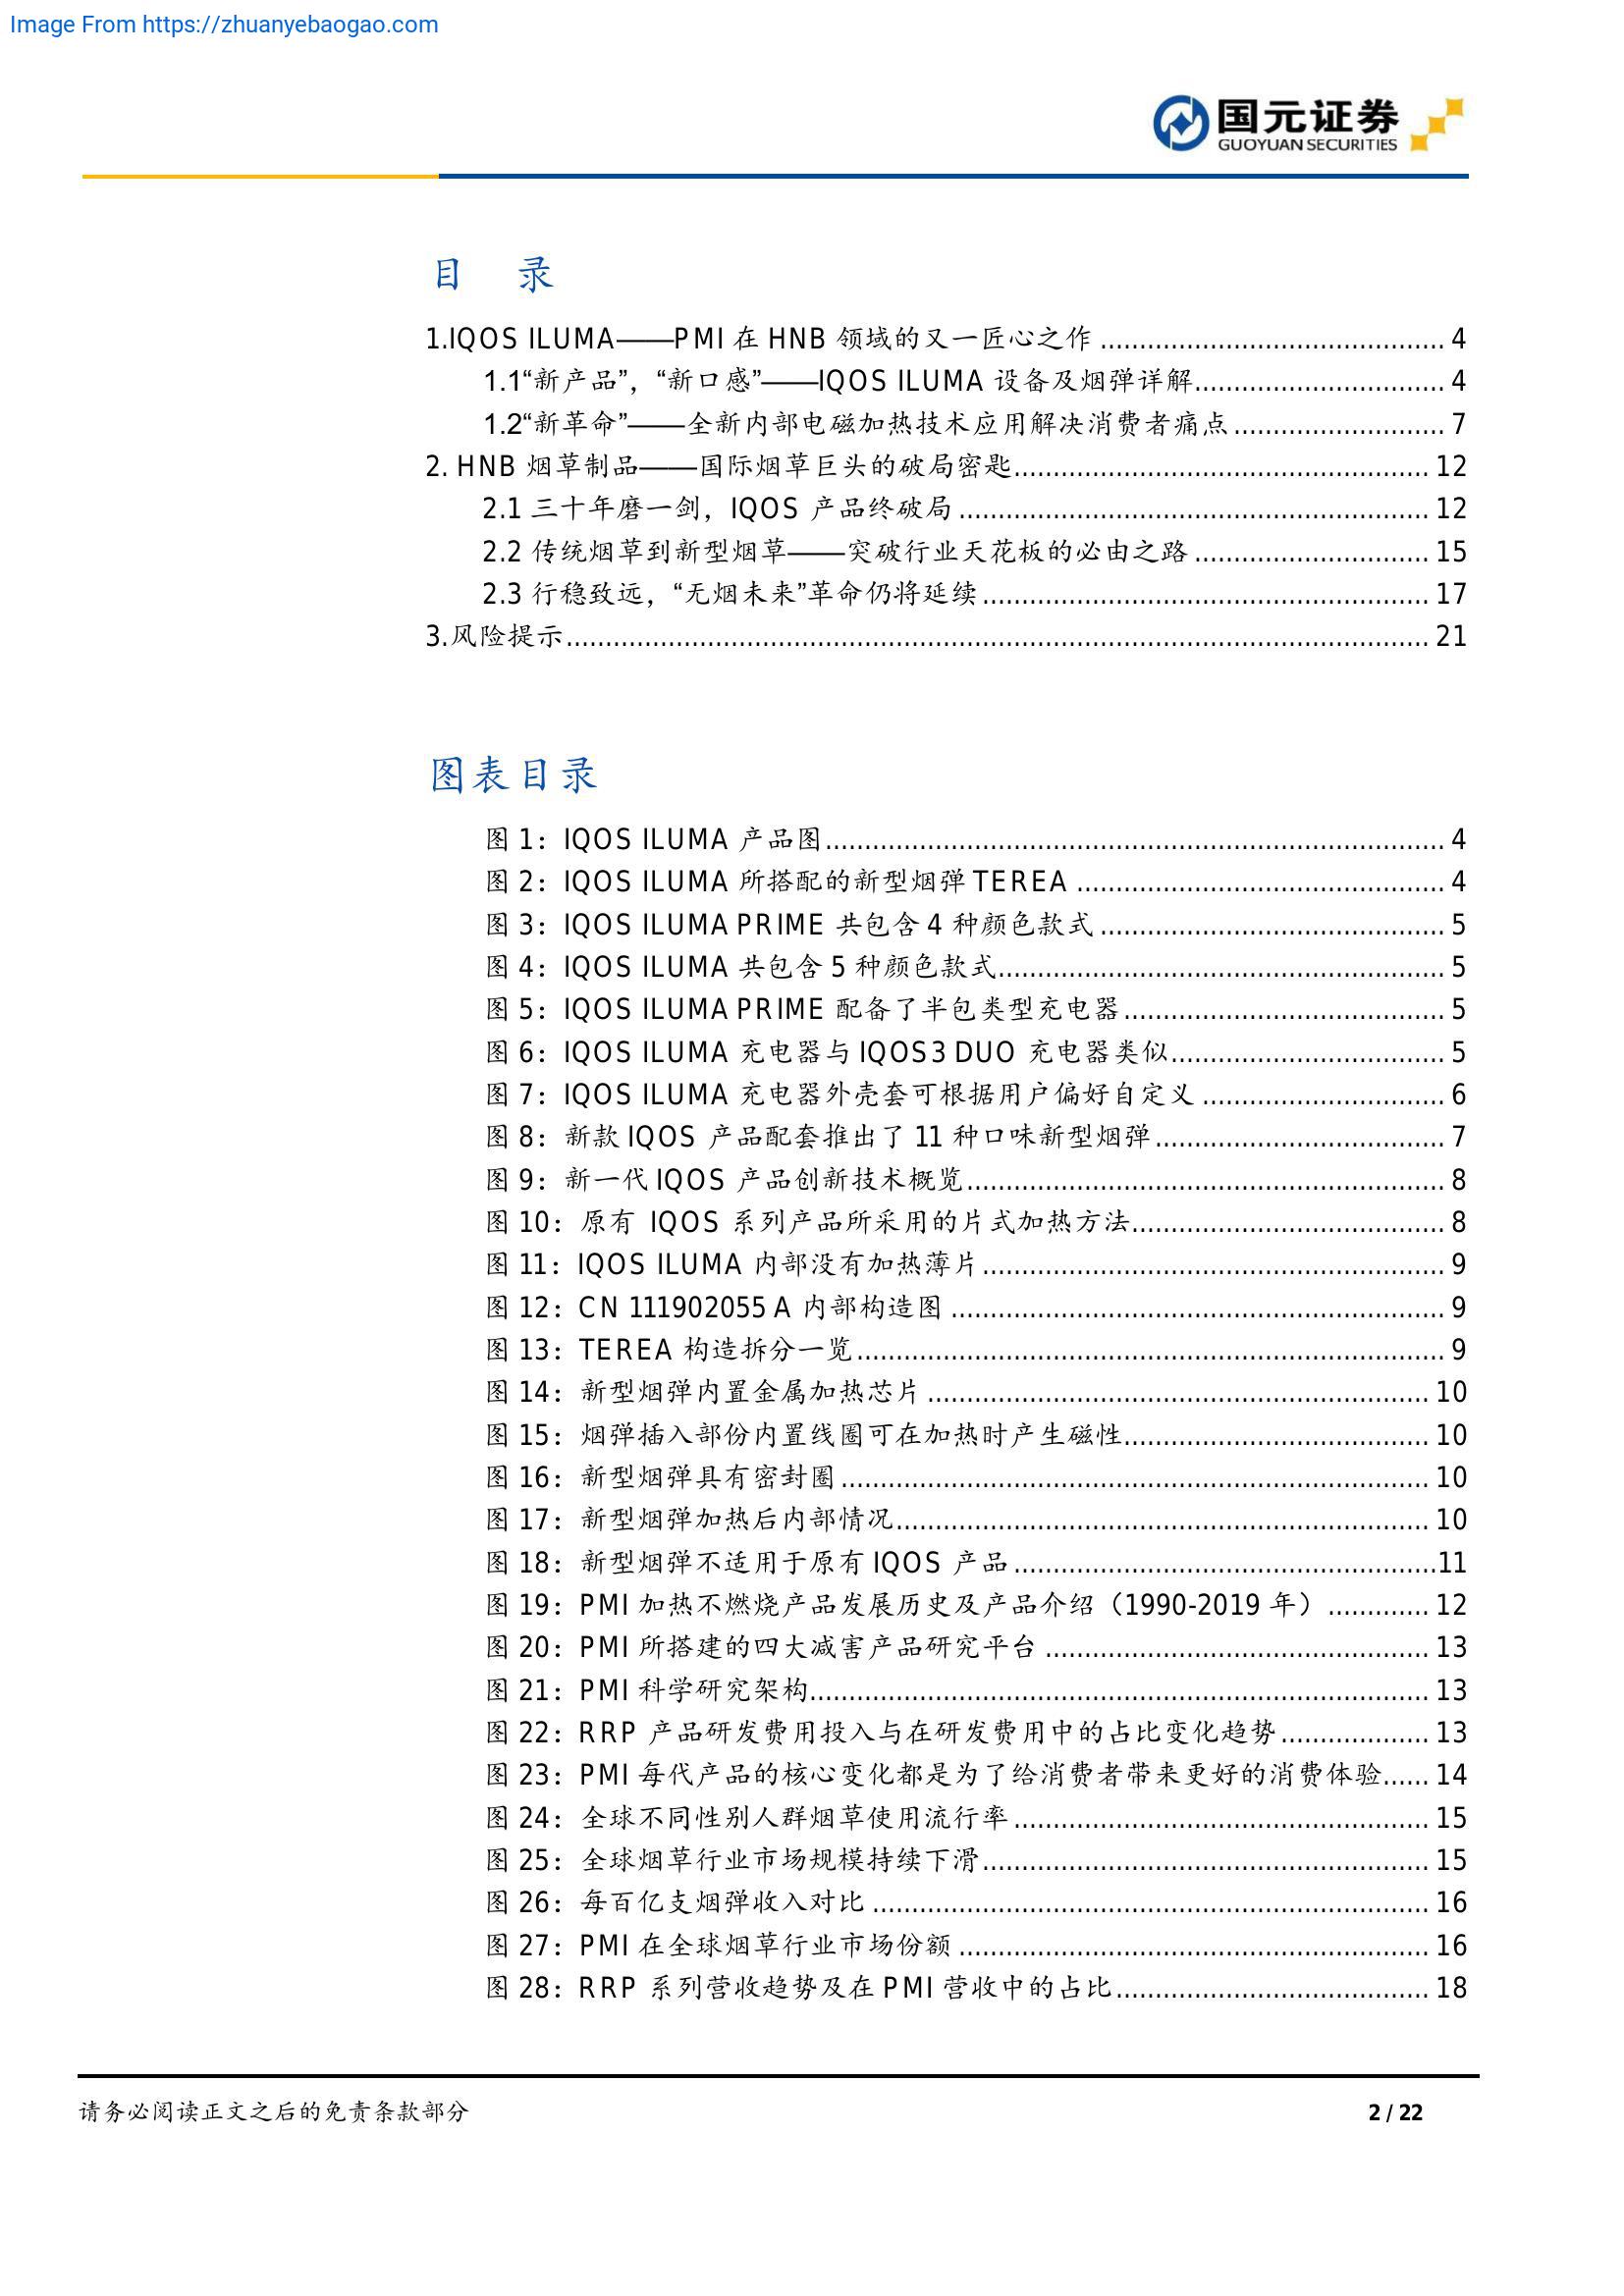 Image From https://zhuanyebaogao.com
国元证券
GUOYUAN SECURITIES
目 录
1.IQOS ILUMA——PMI 在 HNB 领域的又一匠心之作 ............................................ 4
1.1“新产品”，“新口感”——IQOS ILUMA 设备及烟弹详解................................ 4
1.2“新革命”——全新内部电磁加热技术应用解决消费者痛点 ........................... 7
2. HNB 烟草制品——国际烟草巨头的破局密匙..................................................... 12
2.1 三十年磨一剑，IQOS 产品终破局 ............................................................ 12
2.2 传统烟草到新型烟草——突破行业天花板的必由之路 .............................. 15
2.3 行稳致远，“无烟未来”革命仍将延续 ......................................................... 17
3.风险提示.............................................................................................................. 21
图表目录
图 1：IQOS ILUMA 产品图............................................................................... 4
图 2：IQOS ILUMA 所搭配的新型烟弹 TEREA ............................................... 4
图 3：IQOS ILUMA PRIME 共包含 4 种颜色款式 ............................................ 5
图 4：IQOS ILUMA 共包含 5 种颜色款式......................................................... 5
图 5：IQOS ILUMA PRIME 配备了半包类型充电器......................................... 5
图 6：IQOS ILUMA 充电器与 IQOS3 DUO 充电器类似................................... 5
图 7：IQOS ILUMA 充电器外壳套可根据用户偏好自定义 ............................... 6
图 8：新款 IQOS 产品配套推出了 11 种口味新型烟弹..................................... 7
图 9：新一代 IQOS 产品创新技术概览............................................................. 8
图 10：原有 IQOS 系列产品所采用的片式加热方法........................................ 8
图 11：IQOS ILUMA 内部没有加热薄片........................................................... 9
图 12：CN 111902055 A 内部构造图 ............................................................... 9
图 13：TEREA 构造拆分一览........................................................................... 9
图 14：新型烟弹内置金属加热芯片 ................................................................ 10
图 15：烟弹插入部份内置线圈可在加热时产生磁性....................................... 10
图 16：新型烟弹具有密封圈 ........................................................................... 10
图 17：新型烟弹加热后内部情况.................................................................... 10
图 18：新型烟弹不适用于原有 IQOS 产品......................................................11
图 19：PMI 加热不燃烧产品发展历史及产品介绍（1990-2019 年） ............. 12
图 20：PMI 所搭建的四大减害产品研究平台 ................................................. 13
图 21：PMI 科学研究架构............................................................................... 13
图 22：RRP 产品研发费用投入与在研发费用中的占比变化趋势................... 13
图 23：PMI 每代产品的核心变化都是为了给消费者带来更好的消费体验...... 14
图 24：全球不同性别人群烟草使用流行率..................................................... 15
图 25：全球烟草行业市场规模持续下滑......................................................... 15
图 26：每百亿支烟弹收入对比 ....................................................................... 16
图 27：PMI 在全球烟草行业市场份额 ............................................................ 16
图 28：RRP 系列营收趋势及在 PMI 营收中的占比........................................ 18
请务必阅读正文之后的免责条款部分
2 / 22